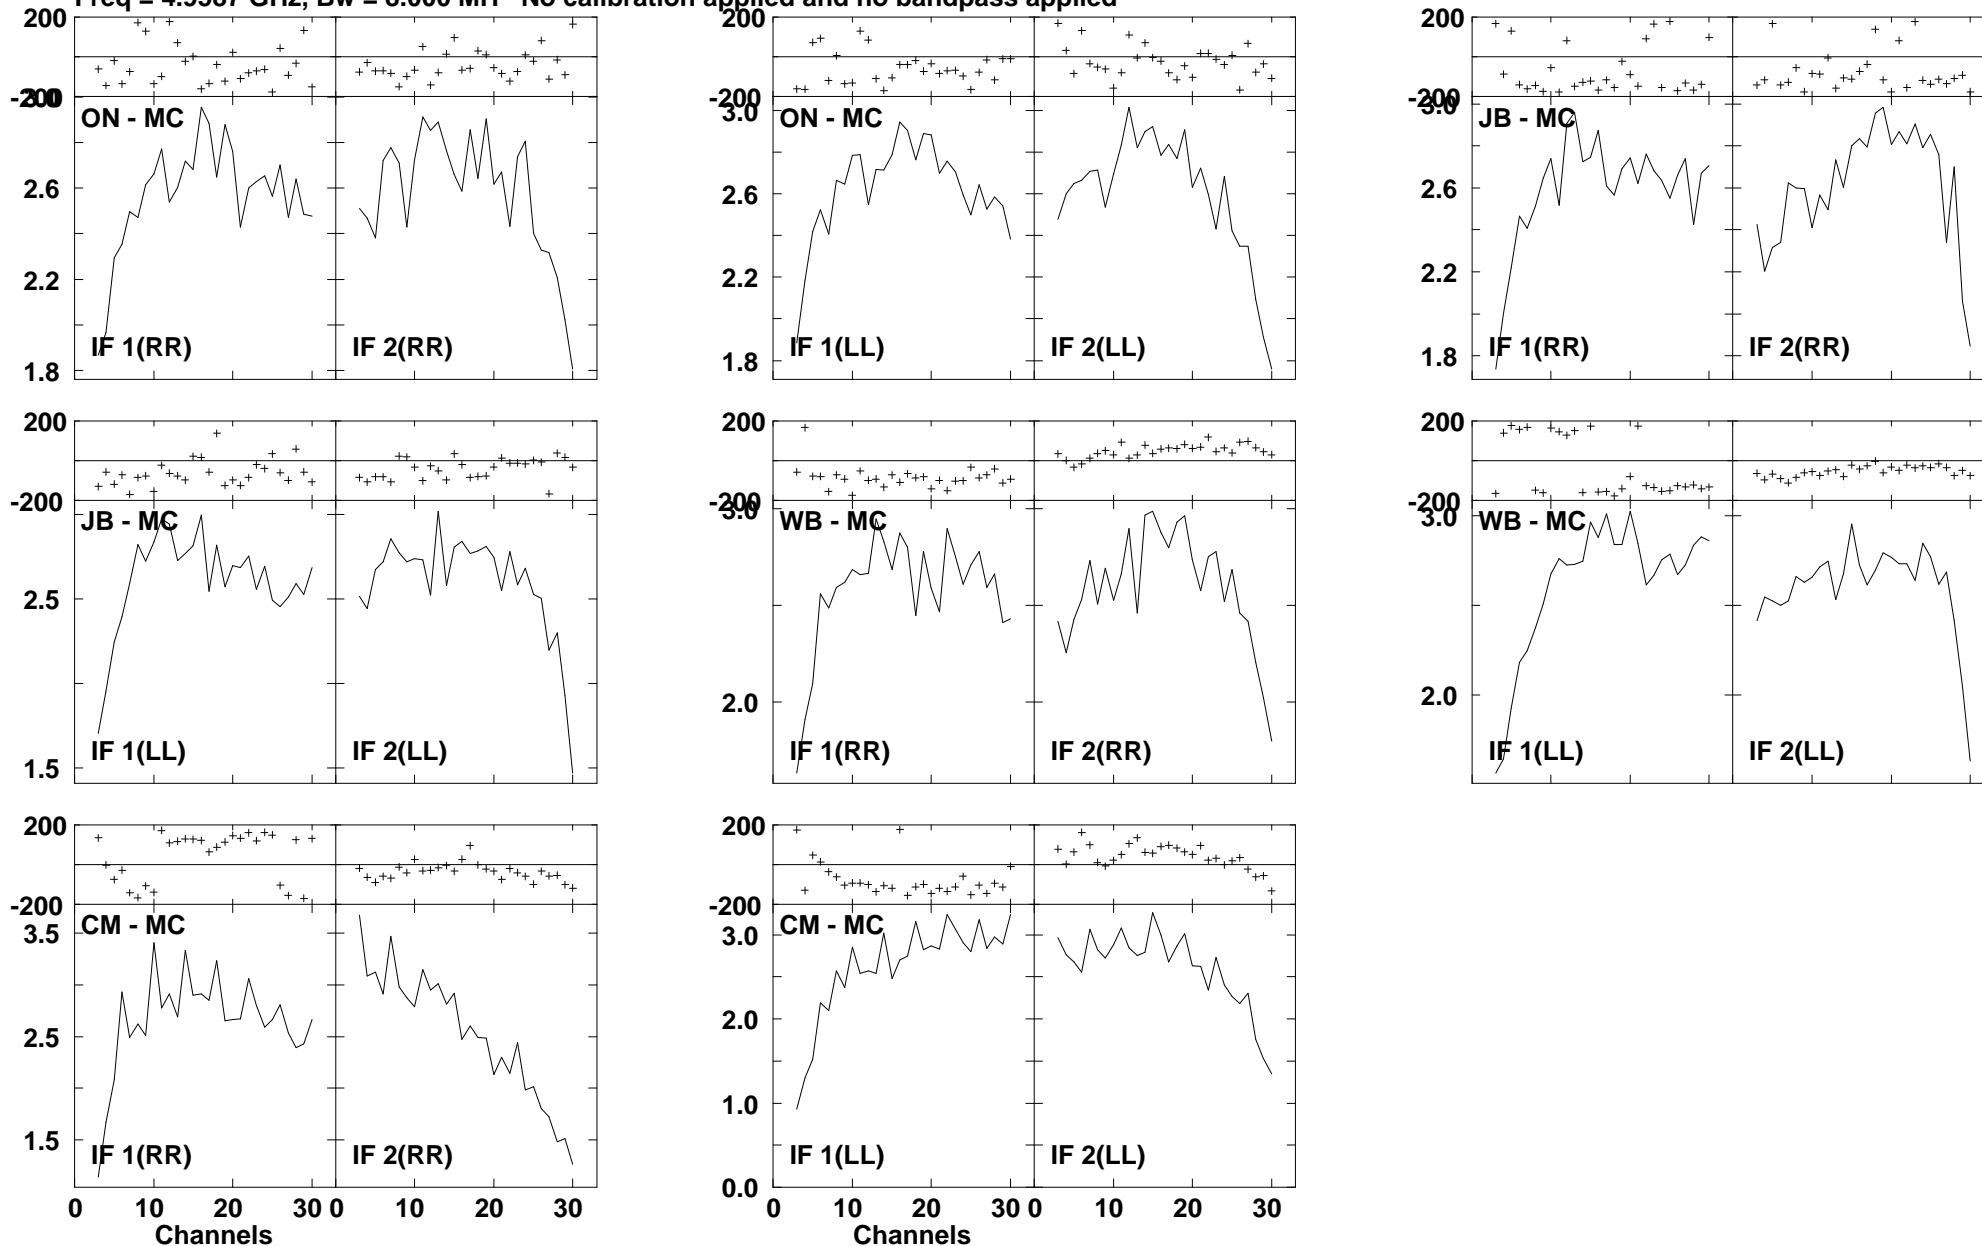 No calibration applied and no bandpass applied
200 200 200
-200 -200 -200
3.0 3.0
ON - MC ON - MC JB - MC
2.6 2.6 2.6
2.2 2.2 2.2
IF 1(RR) IF 2(RR) IF 1(LL) IF 2(LL) IF 1(RR) IF 2(RR)
1.8 1.8 1.8
200 200 200
-200 -200 -200
3.0 3.0
JB - MC WB - MC WB - MC
2.5
2.0 2.0
IF 1(LL) IF 2(LL) IF 1(RR) IF 2(RR) IF 1(LL) IF 2(LL)
1.5
200 200
-200 -200
CM - MC CM - MC
3.5 3.0
2.5 2.0
1.5 1.0
IF 1(RR) IF 2(RR) IF 1(LL) IF 2(LL)
0.0
0 10 20 30 0 10 20 30 0 10 20 30 0 10 20 30
Channels Channels